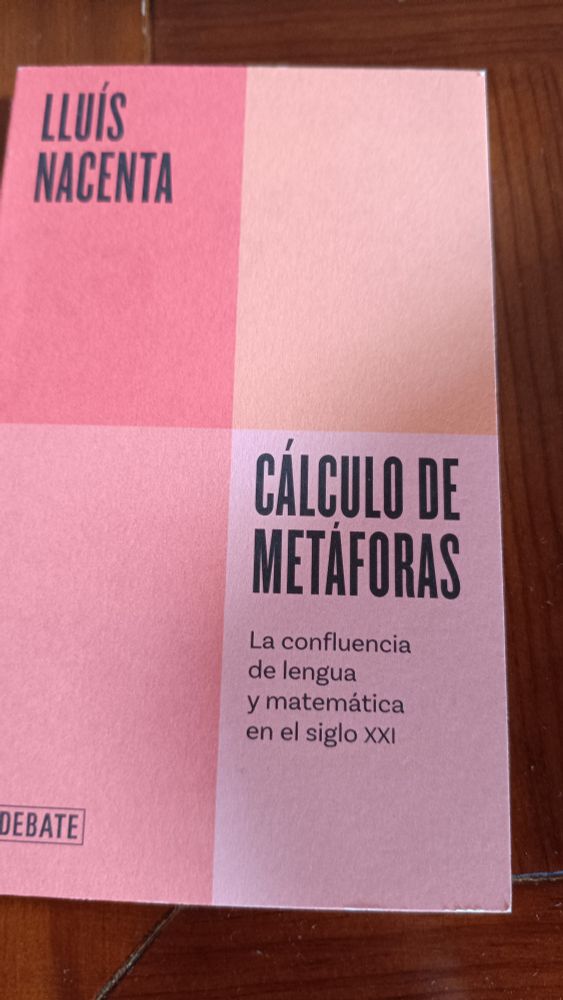 LLUÍS
NACENTA
CÁLCULO DE
METÁFORAS
La confluencia
de lengua
y matemática
en el siglo XXI
DEBATE